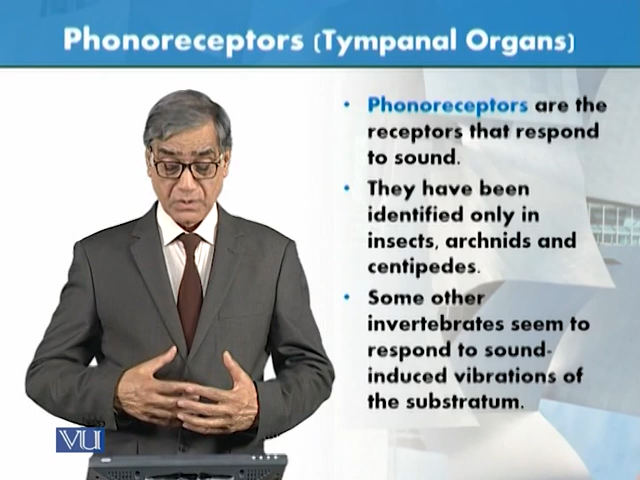 Phonoreceptors (Tympanal Organs)
• Phonoreceptors are the
receptors that respond
to sound.
• They have been
identified only in
insects, archnids and
centipedes.
• Some other
invertebrates seem to
respond to sound-
induced vibrations of
the substratum.
VU